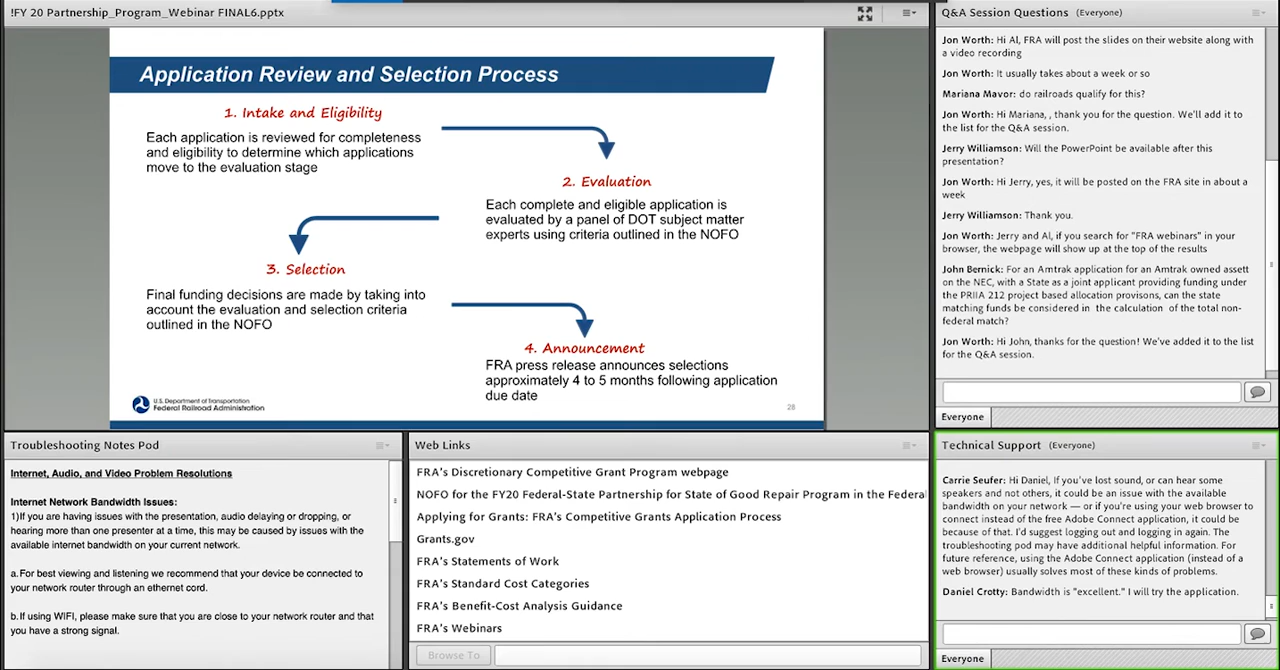 !FY 20 Partnership_Program_Webinar FINAL6.pptx
Application Review and Selection Process
1. Intake and Eligibility
Each application is reviewed for completeness
and eligibility to determine which applications
move to the evaluation stage
2. Evaluation
Each complete and eligible application is
evaluated by a panel of DOT subject matter
experts using criteria outlined in the NOFO
3. Selection
Final funding decisions are made by taking into
account the evaluation and selection criteria
outlined in the NOFO
4. Announcement
FRA press release announces selections
approximately 4 to 5 months following application
due date
U.S. Department of transportation
Federal Railroad Administration
28
Q&A Session Questions (Everyone)
Jon Worth: Hi Al, FRA will post the slides on their website along with
a video recording
Jon Worth: It usually takes about a week or so
Mariana Mavor: do railroads qualify for this?
Jon Worth: Hi Mariana, , thank you for the question. We'll add it to
the list for the Q&A session.
Jerry Williamson: Will the PowerPoint be available after this
presentation?
Jon Worth: Hi Jerry, yes, it will be posted on the FRA site in about a
week
Jerry Williamson: Thank you.
Jon Worth: Jerry and Al, if you search for "FRA webinars" in your
browser, the webpage will show up at the top of the results
John Bernick: For an Amtrak application for an Amtrak owned assett
on the NEC, with a State as a joint applicant providing funding under
the PRIIA 212 project based allocation provisons, can the state
matching funds be considered in the calculation of the total non-
federal match?
Jon Worth: Hi John, thanks for the question! We've added it to the list
for the Q&A session.
Everyone
Troubleshooting Notes Pod
Internet, Audio, and Video Problem Resolutions
Internet Network Bandwidth Issues:
1)If you are having issues with the presentation, audio delaying or dropping, or
hearing more than one presenter at a time, this may be caused by issues with the
available internet bandwidth on your current network.
a.For best viewing and listening we recommend that your device be connected to
your network router through an ethernet cord.
b.If using WIFI, please make sure that you are close to your network router and that
you have a strong signal.
Web Links
FRA's Discretionary Competitive Grant Program webpage
NOFO for the FY20 Federal-State Partnership for State of Good Repair Program in the Federal
Applying for Grants: FRA's Competitive Grants Application Process
Grants.gov
FRA's Statements of Work
FRA's Standard Cost Categories
FRA's Benefit-Cost Analysis Guidance
FRA's Webinars
Browse To
Technical Support (Everyone)
Carrie Seufer: Hi Daniel, If you've lost sound, or can hear some
speakers and not others, it could be an issue with the available
bandwidth on your network — or if you're using your web browser to
connect instead of the free Adobe Connect application, it could be
because of that. I'd suggest logging out and logging in again. The
troubleshooting pod may have additional helpful information. For
future reference, using the Adobe Connect application (instead of a
web browser) usually solves most of these kinds of problems.
Daniel Crotty: Bandwidth is "excellent." I will try the application.
Everyone